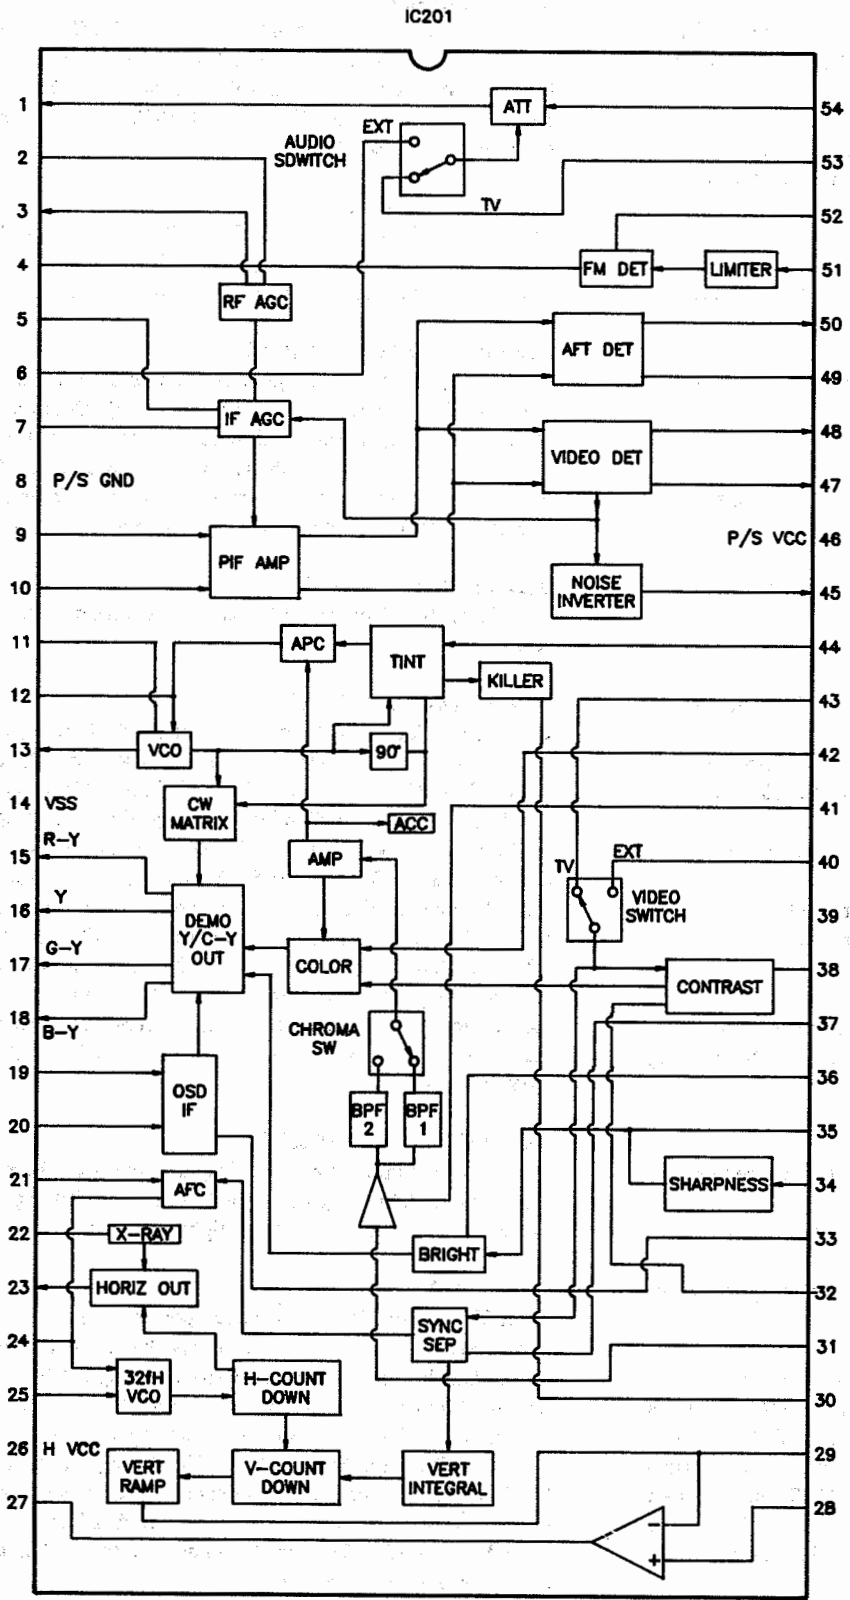 IC201
1
ATT
54
EXT
AUDIO
SDWITCH
2
53
TV
3
52
4
FM DET
LIMITER
51
RF AGC
5
50
AFT DET
6
49
IF AGC
7
48
VIDEO DET
8
P/S GND
47
9
P/S VCC
46
PIF AMP
10
NOISE
INVERTER
45
11
APC
TINT
44
KILLER
12
43
13
VCO
90°
42
14
VSS
CW
MATRIX
41
ACC
R-Y
15
AMP
TV
EXT
40
Y
16
DEMO
Y/C-Y
OUT
VIDEO
SWITCH
39
G-Y
17
COLOR
CONTRAST
38
18
B-Y
CHROMA
SW
37
19
OSD
IF
36
BPF
2
BPF
1
20
35
21
AFC
SHARPNESS
34
22
X-RAY
33
BRIGHT
23
HORIZ OUT
32
SYNC
SEP
24
31
32fH
VCO
H-COUNT
DOWN
25
30
26
H VCC
29
VERT
RAMP
V-COUNT
DOWN
VERT
INTEGRAL
27
28
-
+